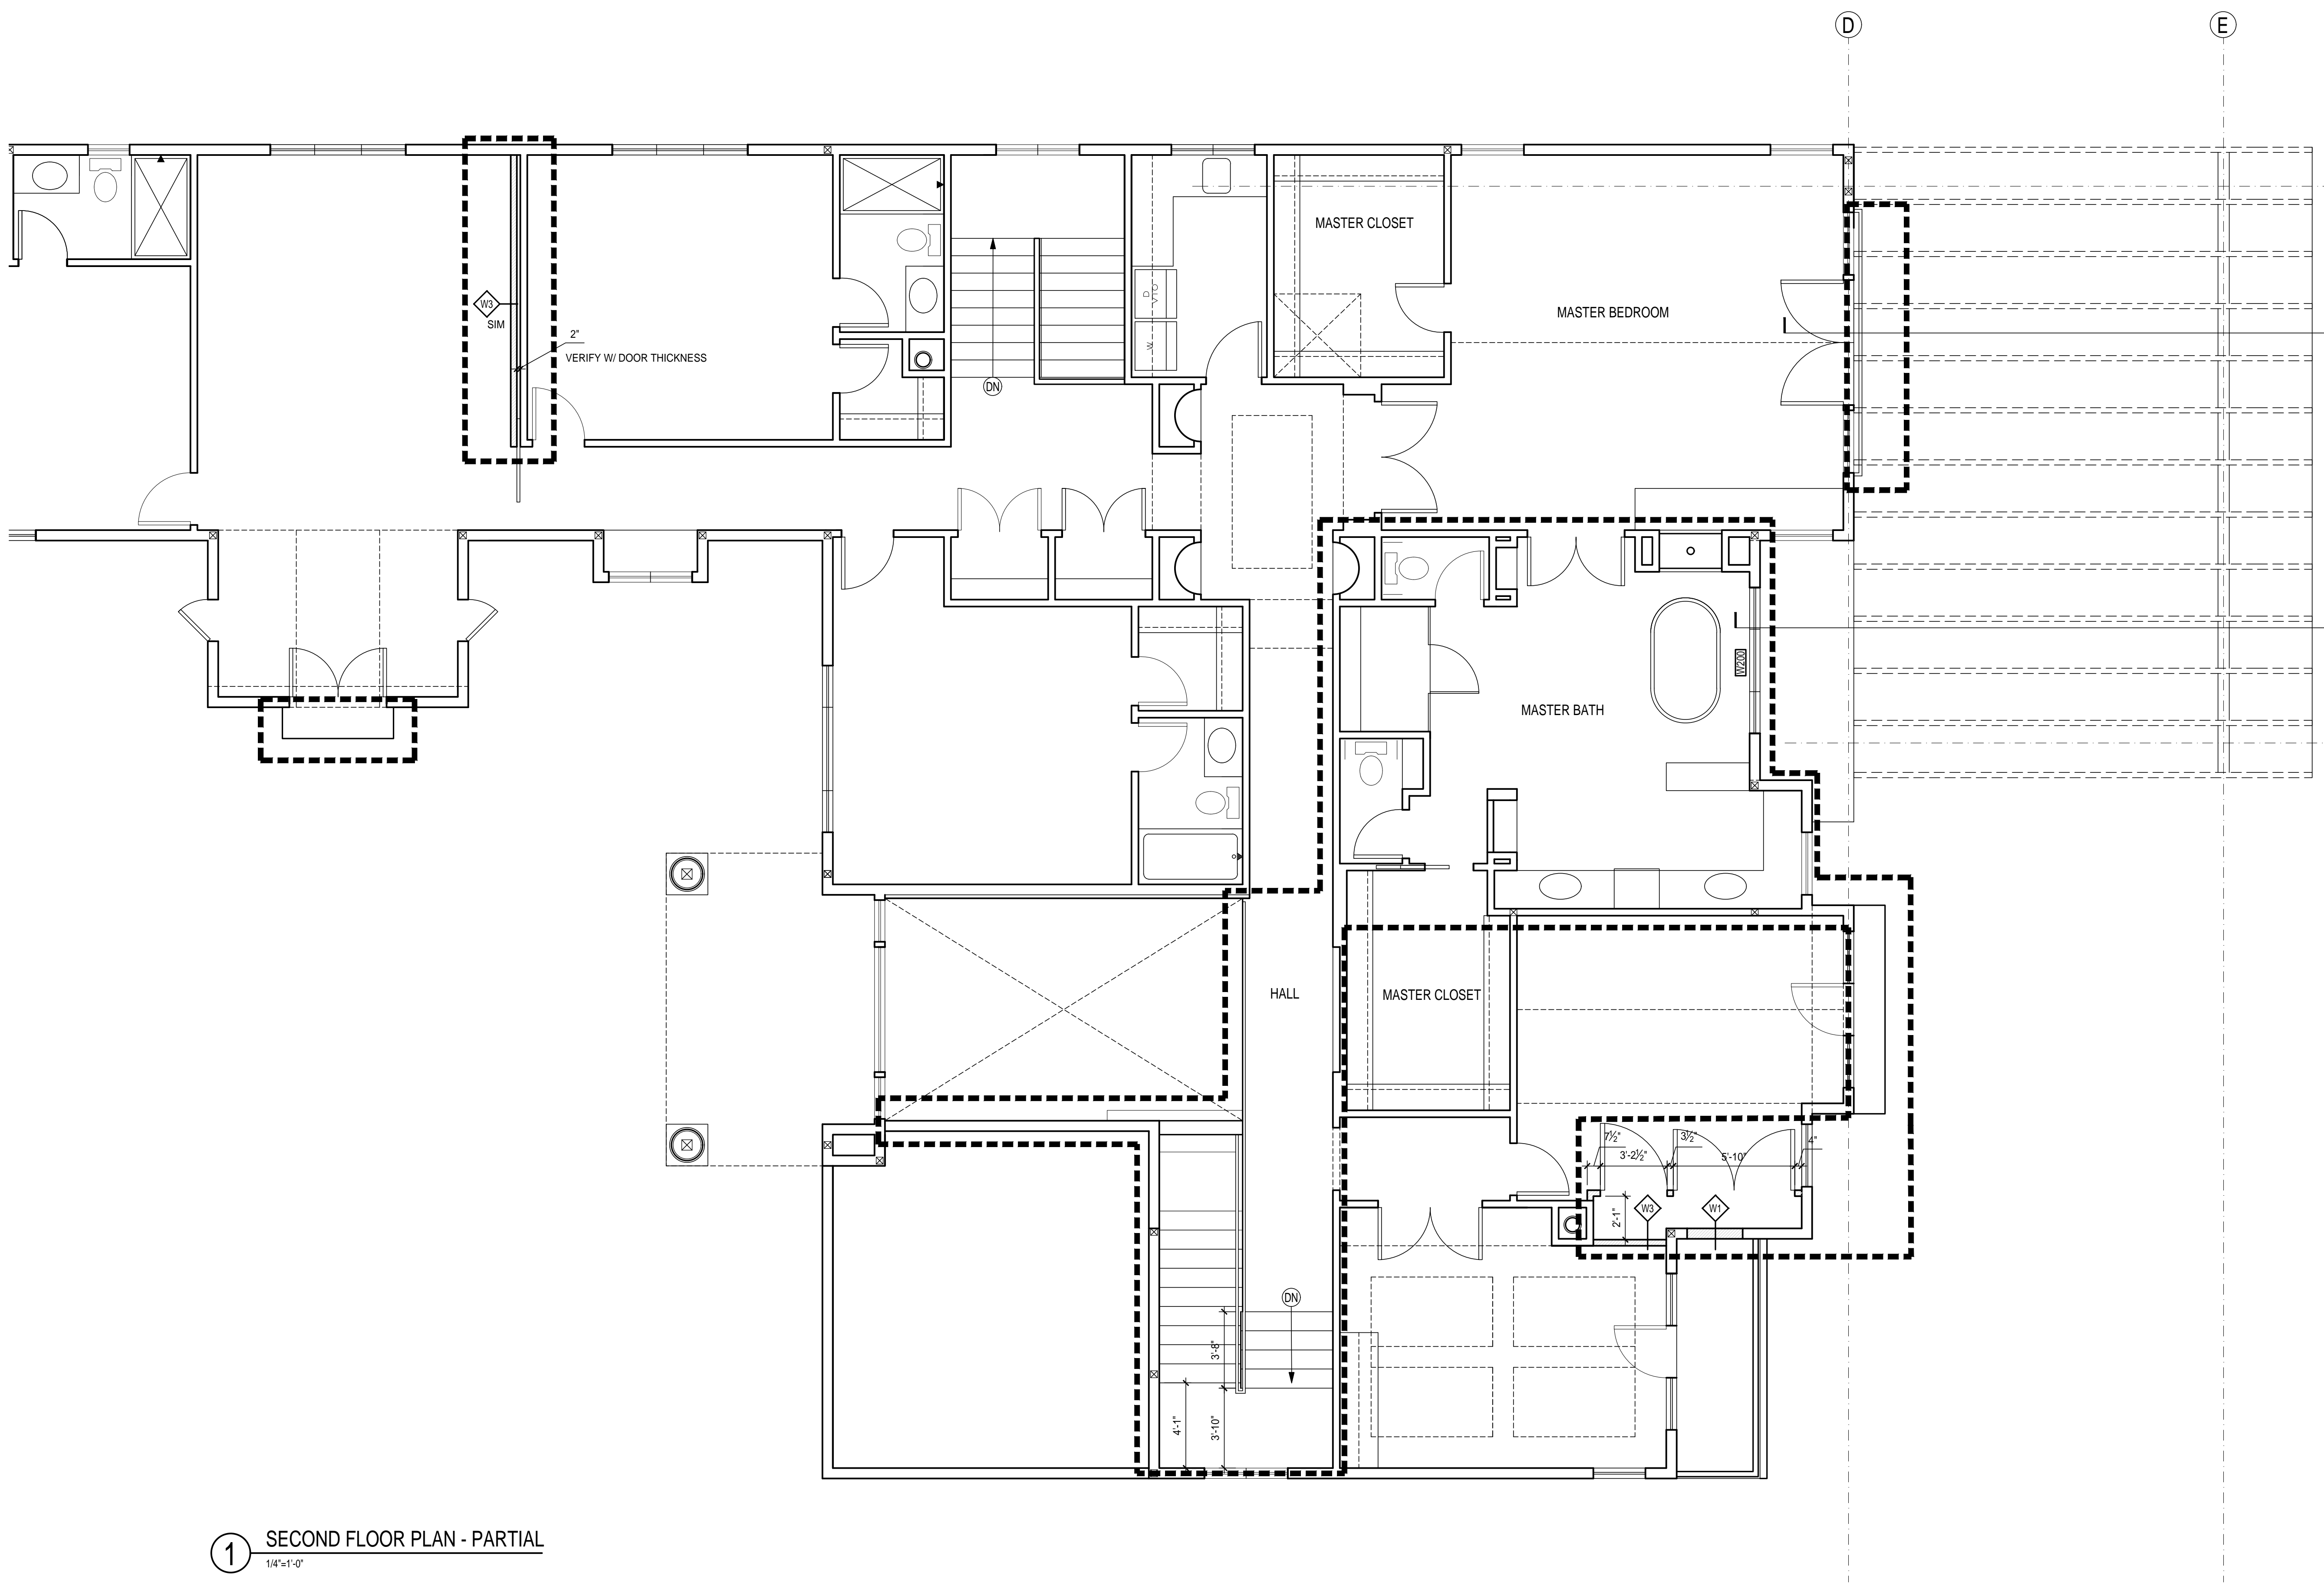 D
E
MASTER CLOSET
D
V.T.O
W
MASTER BEDROOM
W3
SIM
2"
VERIFY W/ DOOR THICKNESS
DN
W200
MASTER BATH
HALL
MASTER CLOSET
7½"
3½"
4"
3'-2½"
5'-10"
2'-1"
W3
W1
DN
3'-8"
4'-1"
3'-10"
1
SECOND FLOOR PLAN - PARTIAL
1/4"=1'-0"